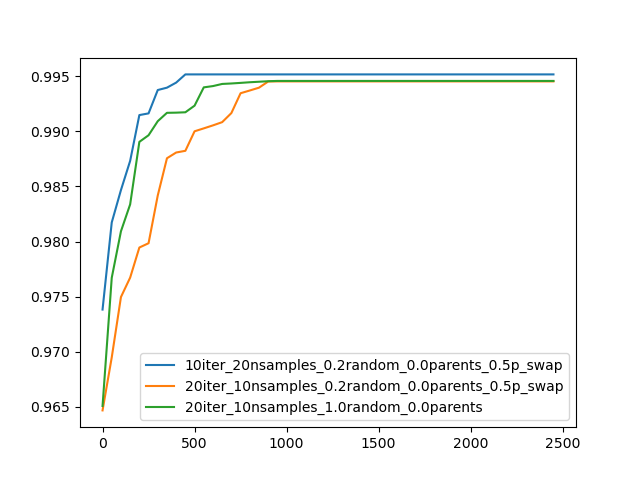 0.995
0.990
0.985
0.980
0.975
0.970
0.965
10iter_20nsamples_0.2random_0.0parents_0.5p_swap
20iter_10nsamples_0.2random_0.0parents_0.5p_swap
20iter_10nsamples_1.0random_0.0parents
0 500 1000 1500 2000 2500